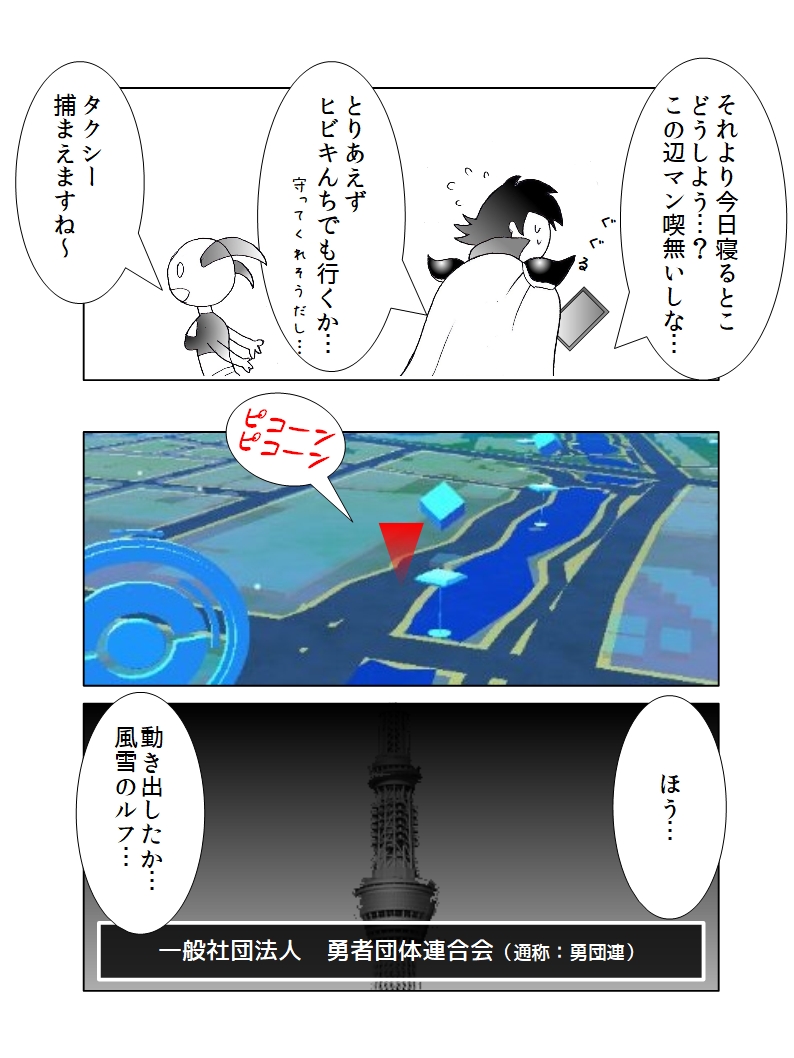 それより今日寝るとこ
どうしよう…？
この辺マン喫無いしな…
ぐぐるる
とりあえず
ヒビキんちでも行くか…
守ってくれそうだし…
タクシー
捕まえますね～
ピコーン
ピコーン
ほう…
動き出したか…
風雪のルフ…
一般社団法人　勇者団体連合会（通称：勇団連）